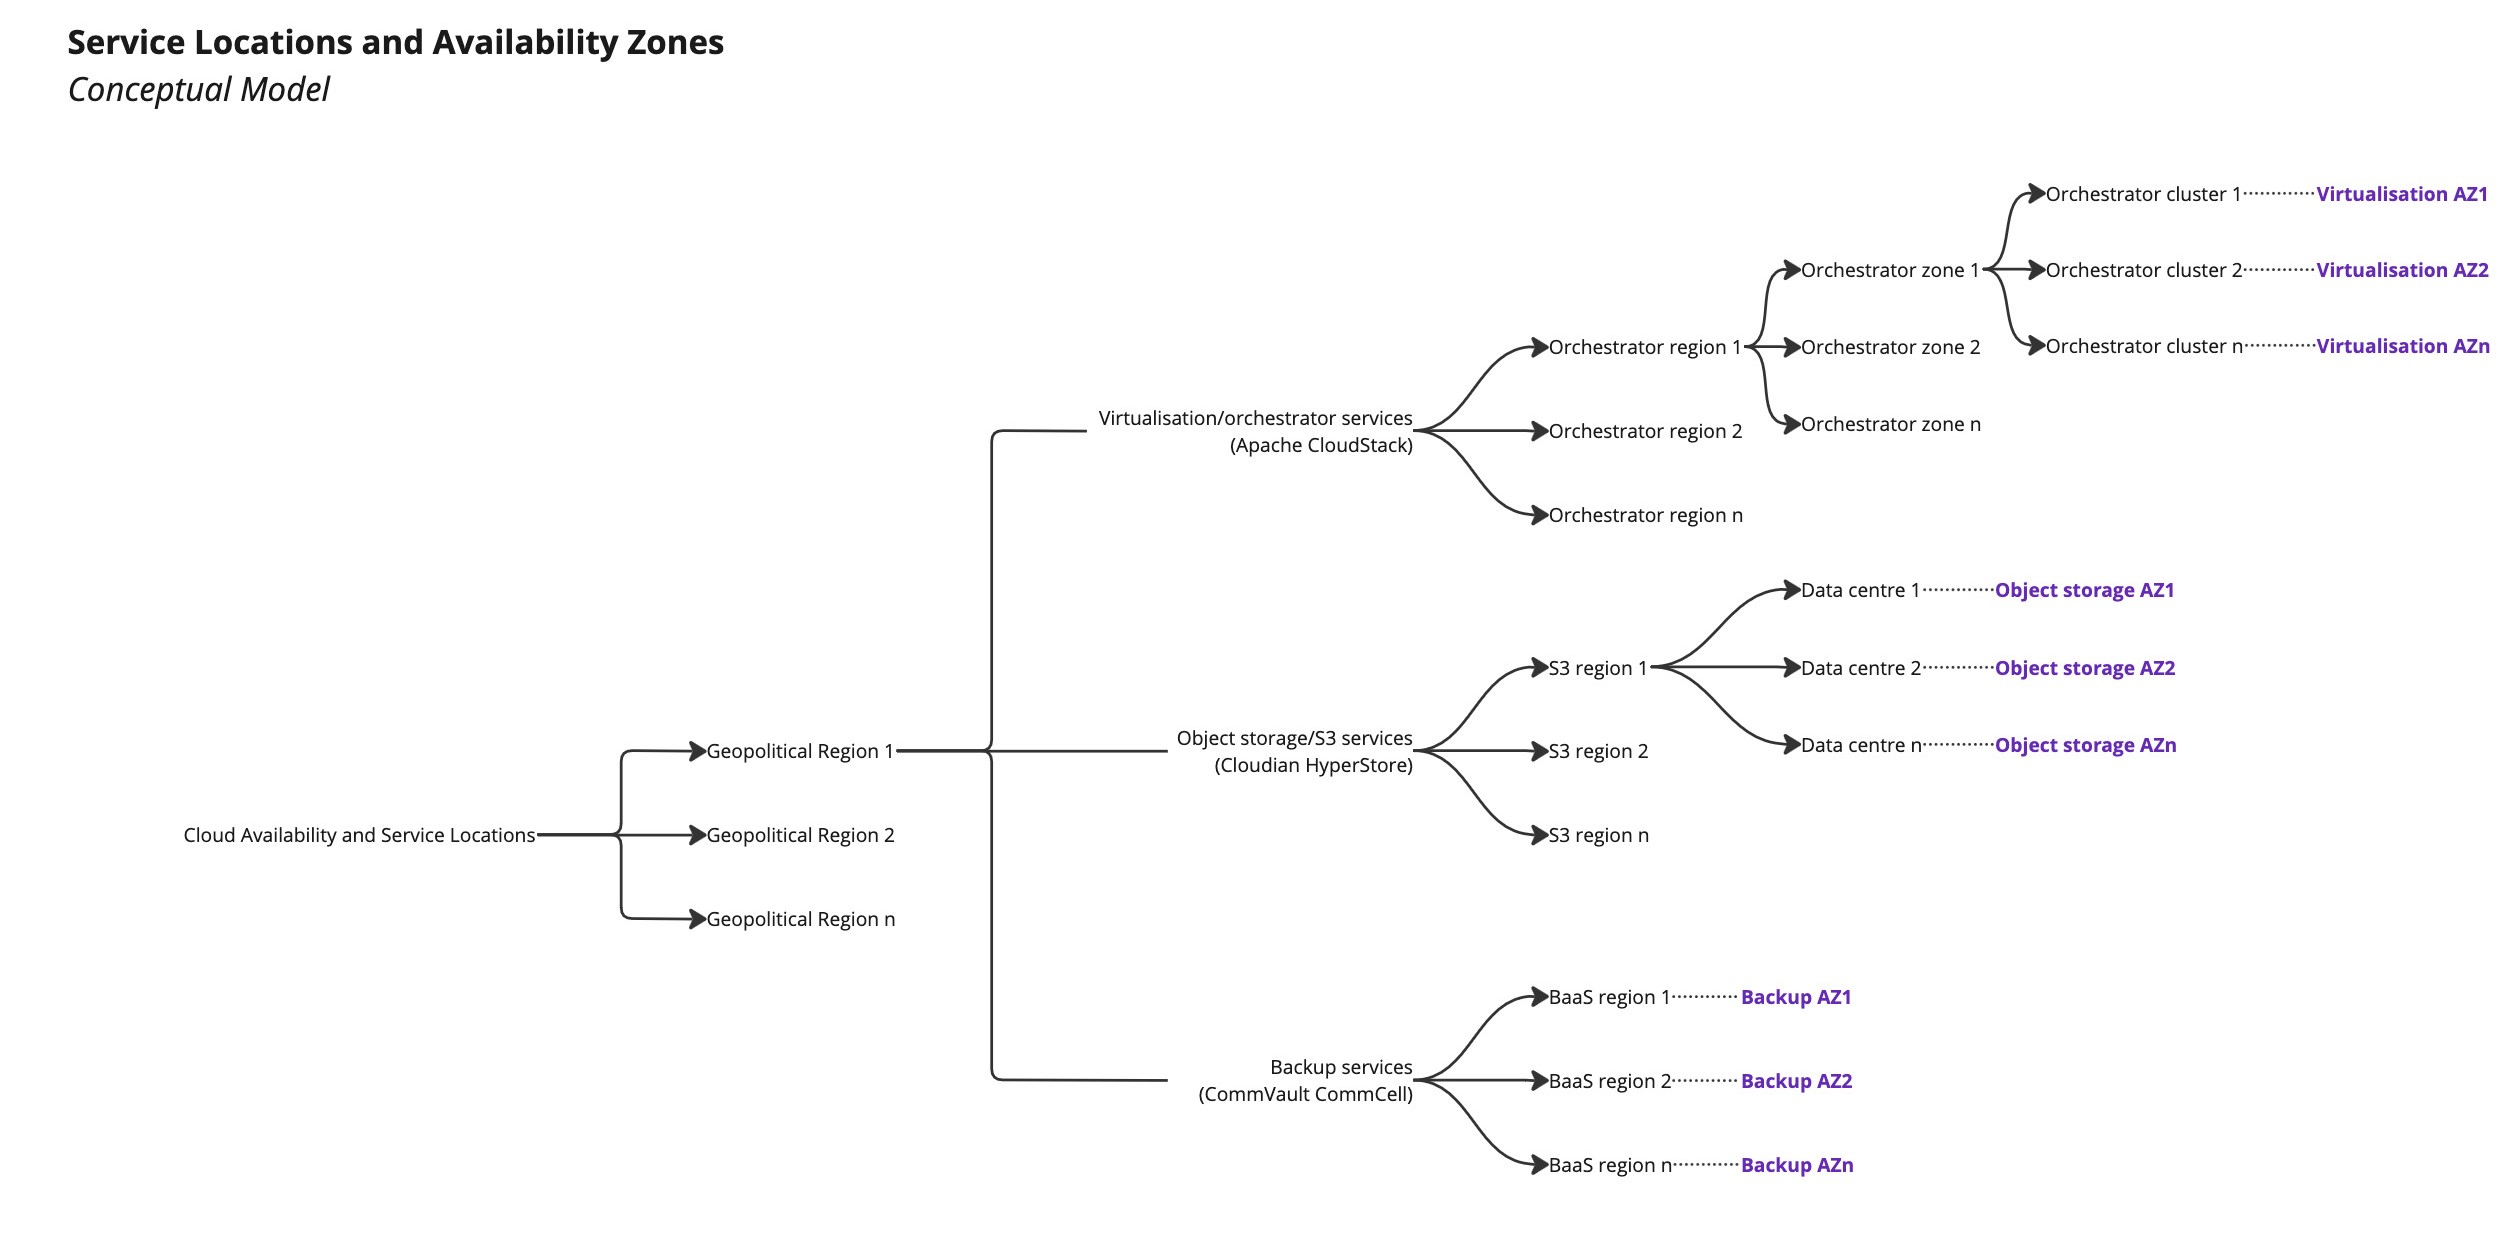 Service Locations and Availability Zones
Conceptual Model
Cloud Availability and Service Locations
Geopolitical Region 1
Geopolitical Region 2
Geopolitical Region n
Virtualisation/orchestrator services
(Apache CloudStack)
Orchestrator region 1
Orchestrator region 2
Orchestrator region n
Orchestrator zone 1
Orchestrator zone 2
Orchestrator zone n
Orchestrator cluster 1
Virtualisation AZ1
Orchestrator cluster 2
Virtualisation AZ2
Orchestrator cluster n
Virtualisation AZn
Object storage/S3 services
(Cloudian HyperStore)
S3 region 1
S3 region 2
S3 region n
Data centre 1
Object storage AZ1
Data centre 2
Object storage AZ2
Data centre n
Object storage AZn
Backup services
(CommVault CommCell)
BaaS region 1
Backup AZ1
BaaS region 2
Backup AZ2
BaaS region n
Backup AZn